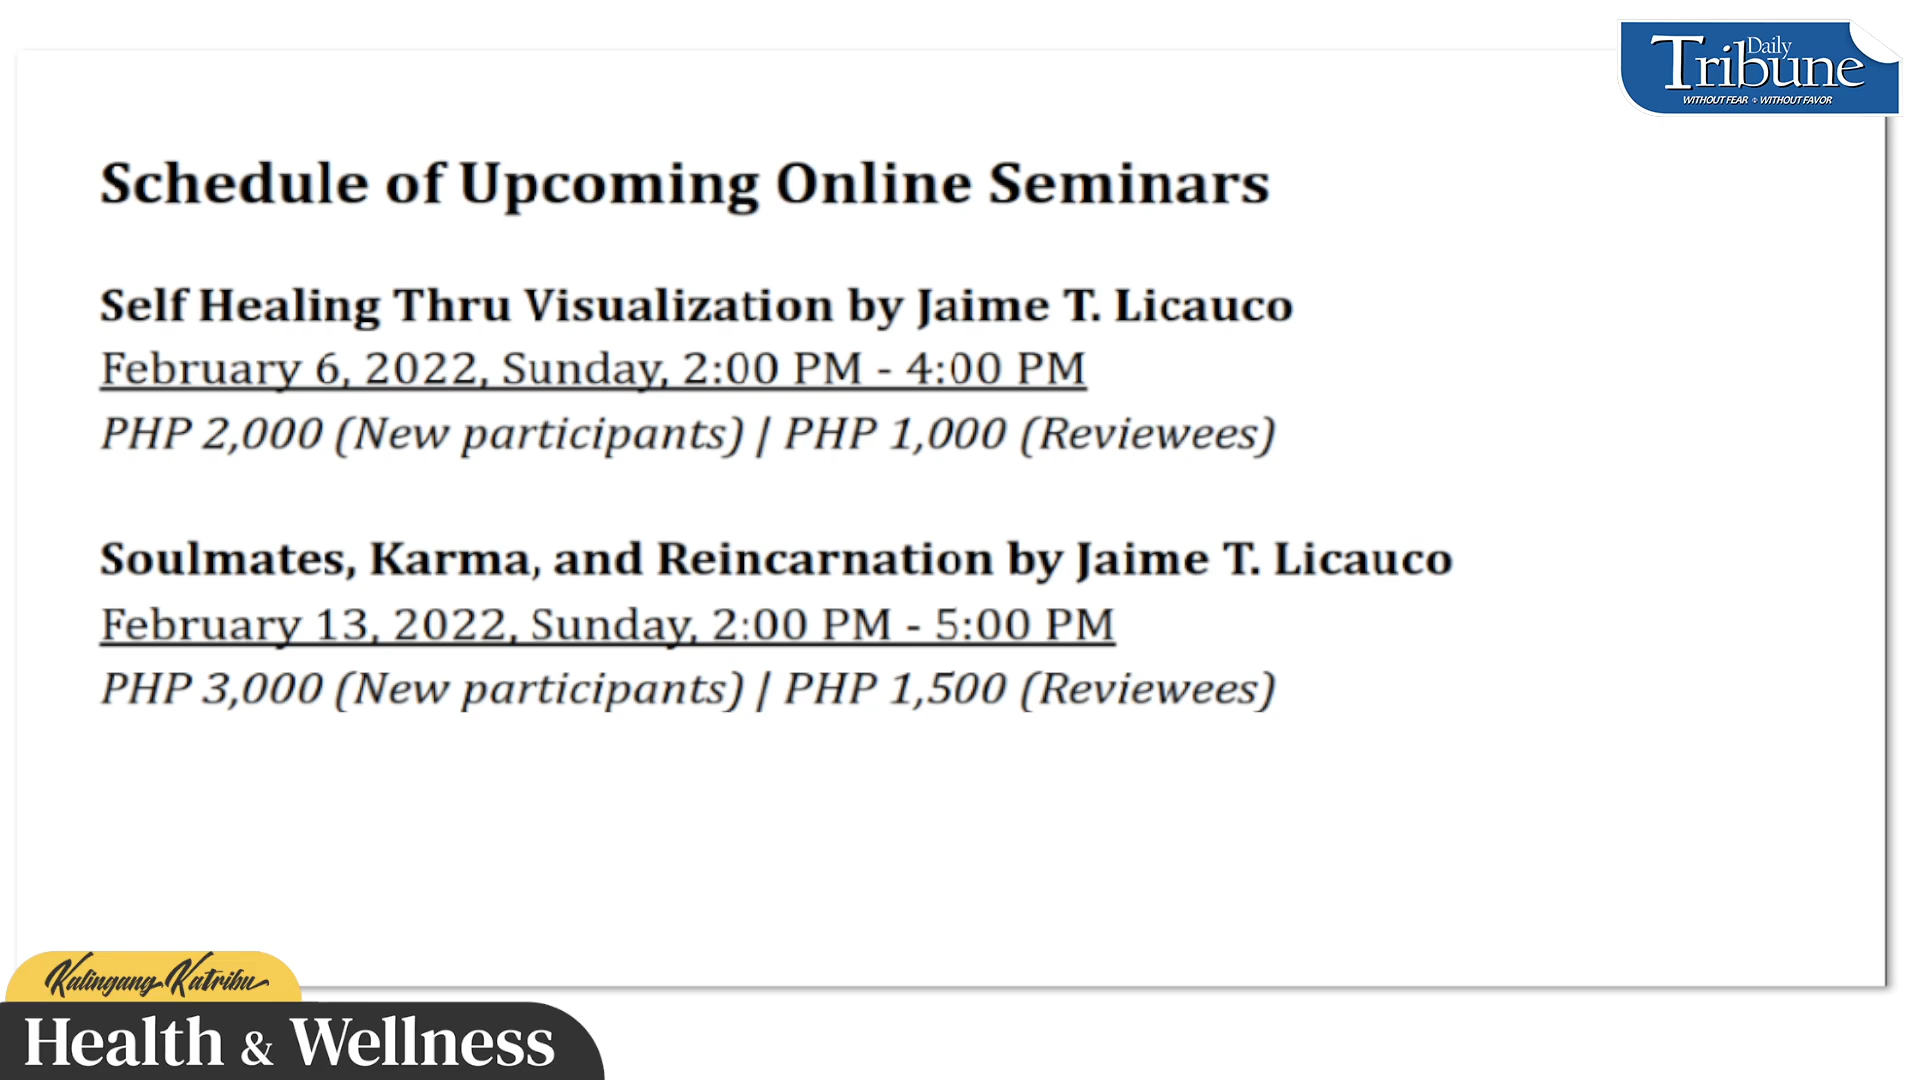 Daily
Tribune
WITHOUT FEAR WITHOUT FAVOR
Schedule of Upcoming Online Seminars
Self Healing Thru Visualization by Jaime T. Licauco
February 6, 2022, Sunday, 2:00 PM - 4:00 PM
PHP 2,000 (New participants) | PHP 1,000 (Reviewees)
Soulmates, Karma, and Reincarnation by Jaime T. Licauco
February 13, 2022, Sunday, 2:00 PM - 5:00 PM
PHP 3,000 (New participants) | PHP 1,500 (Reviewees)
Kalingang Katribu
Health & Wellness